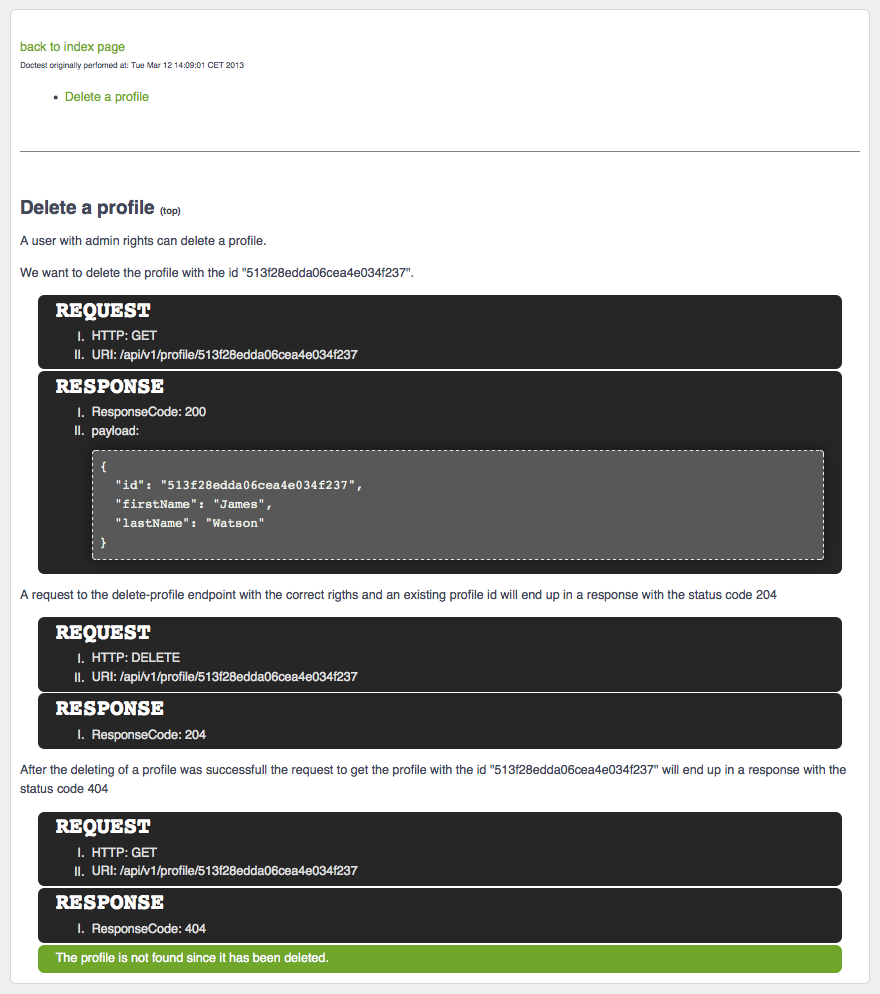 back to index page
Doctest originally perfomed at: Tue Mar 12 14:09:01 CET 2013
• Delete a profile
Delete a profile (top)
A user with admin rights can delete a profile.
We want to delete the profile with the id "513f28edda06cea4e034f237".
REQUEST
I. HTTP: GET
II. URI: /api/v1/profile/513f28edda06cea4e034f237
RESPONSE
I. ResponseCode: 200
II. payload:
{
  "id": "513f28edda06cea4e034f237",
  "firstName": "James",
  "lastName": "Watson"
}
A request to the delete-profile endpoint with the correct rigths and an existing profile id will end up in a response with the status code 204
REQUEST
I. HTTP: DELETE
II. URI: /api/v1/profile/513f28edda06cea4e034f237
RESPONSE
I. ResponseCode: 204
After the deleting of a profile was successfull the request to get the profile with the id "513f28edda06cea4e034f237" will end up in a response with the
status code 404
REQUEST
I. HTTP: GET
II. URI: /api/v1/profile/513f28edda06cea4e034f237
RESPONSE
I. ResponseCode: 404
The profile is not found since it has been deleted.